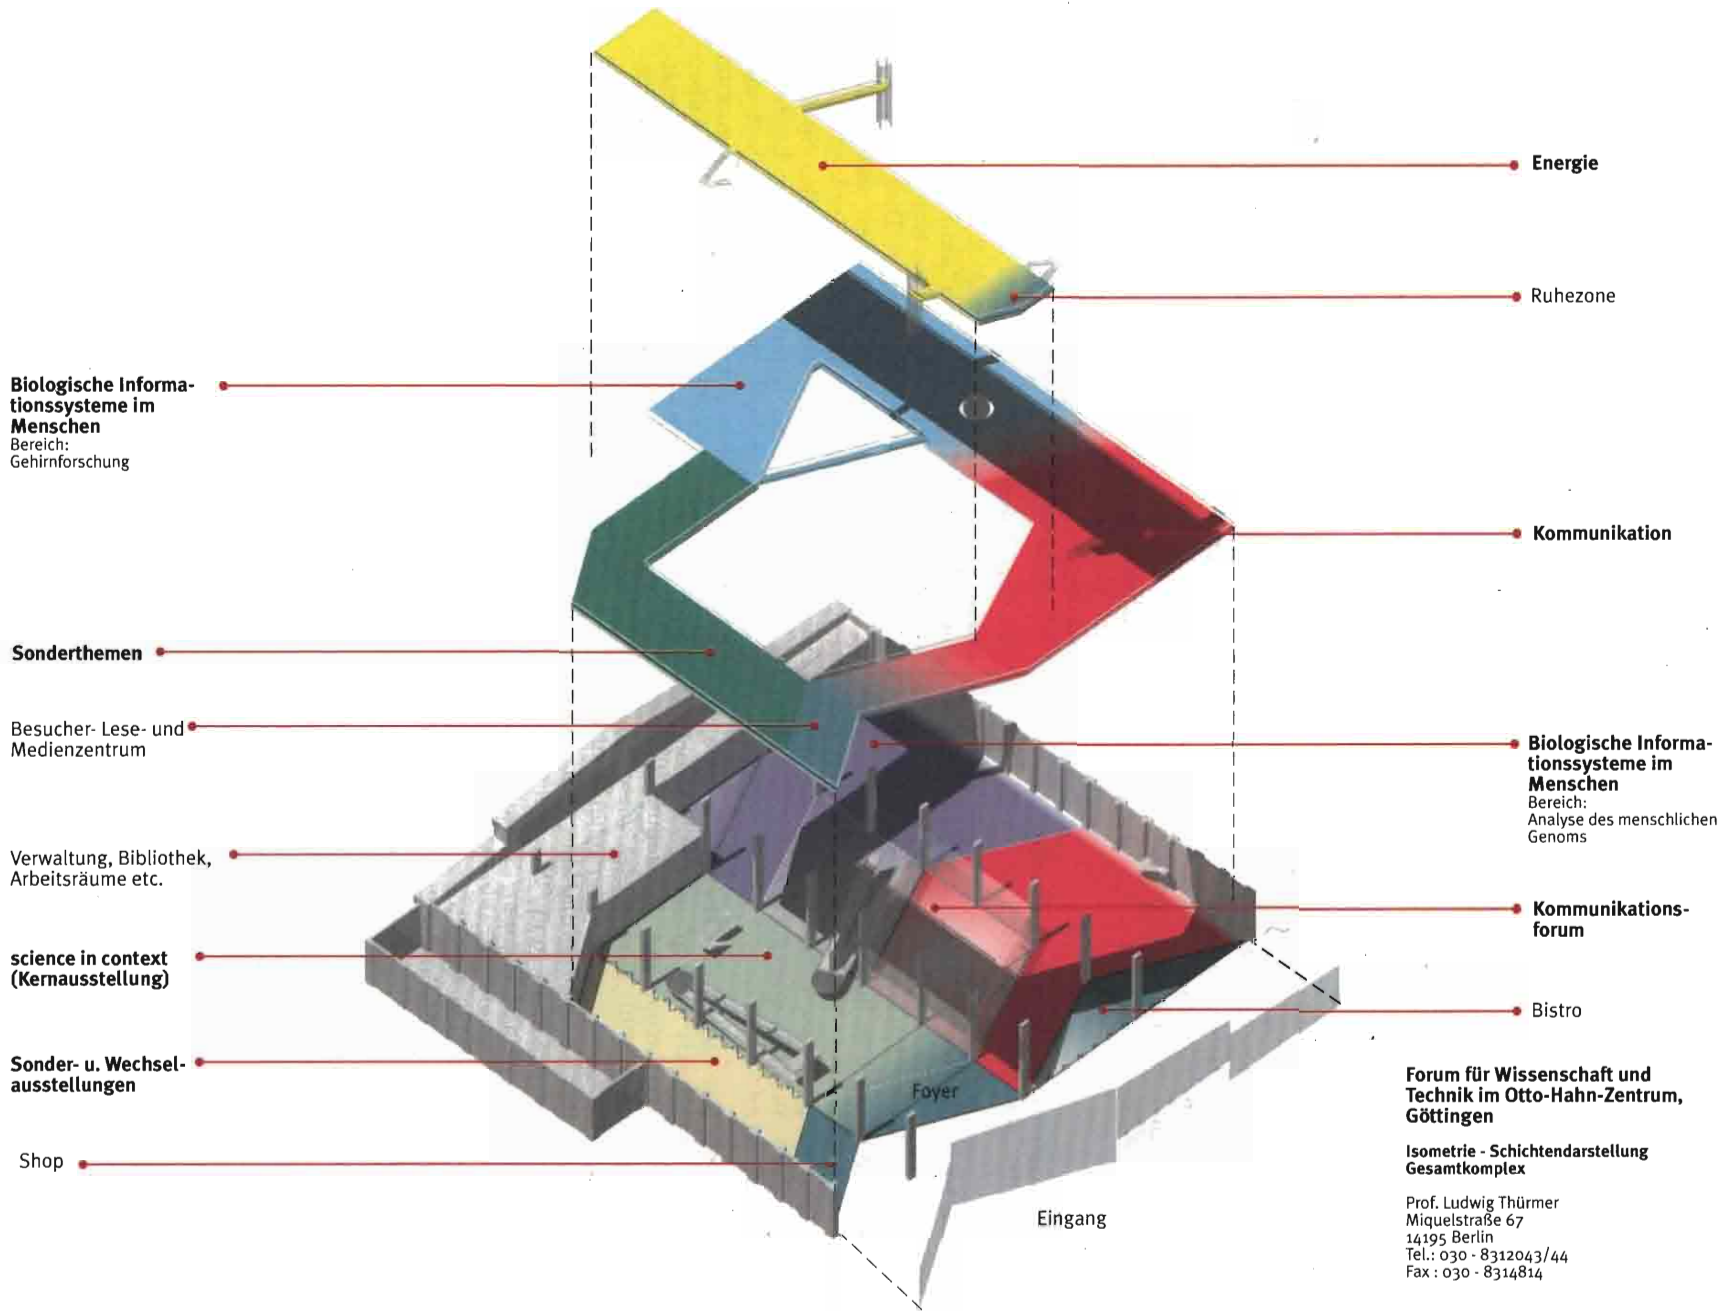 Energie
Ruhezone
Biologische Informa-
tionssysteme im
Menschen
Bereich:
Gehirnforschung
Kommunikation
Sonderthemen
Besucher- Lese- und
Medienzentrum
Biologische Informa-
tionssysteme im
Menschen
Bereich:
Analyse des menschlichen
Genoms
Verwaltung, Bibliothek,
Arbeitsräume etc.
Kommunikations-
forum
science in context
(Kernausstellung)
Bistro
Sonder- u. Wechsel-
ausstellungen
Foyer
Shop
Eingang
Forum für Wissenschaft und
Technik im Otto-Hahn-Zentrum,
Göttingen
Isometrie - Schichtendarstellung
Gesamtkomplex
Prof. Ludwig Thürmer
Miquelstraße 67
14195 Berlin
Tel.: 030 - 8312043/44
Fax : 030 - 8314814